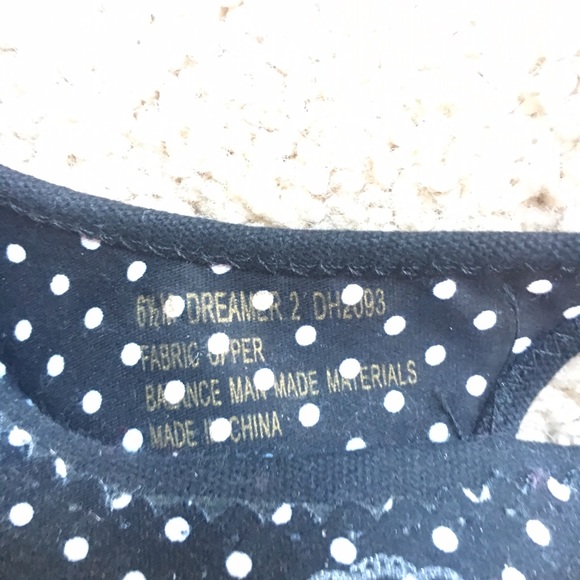 6½M DREAMER 2 DH2093
FABRIC UPPER
BALANCE MAN MADE MATERIALS
MADE IN CHINA